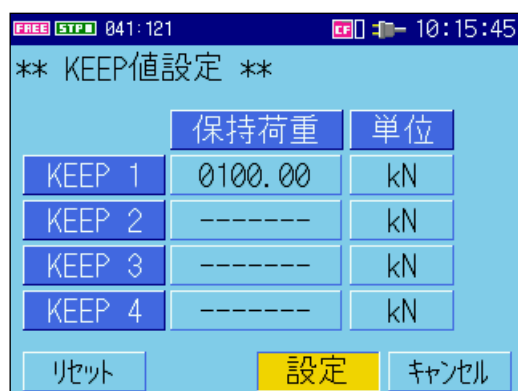 FREE STPⅡ 041:121 CF 10:15:45
** KEEP値設定 **
保持荷重 単位
KEEP 1 0100.00 kN
KEEP 2 ------- kN
KEEP 3 ------- kN
KEEP 4 ------- kN
リセット 設定 キャンセル